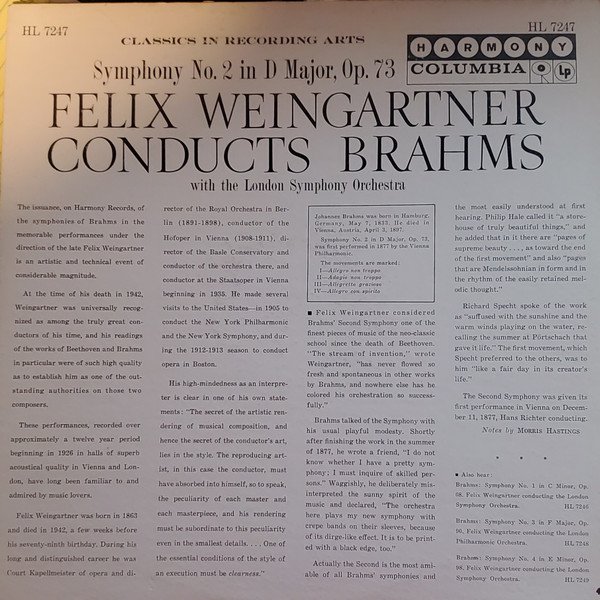 HL 7247
HL 7247
CLASSICS IN RECORDING ARTS
HARMONY
COLUMBIA
Lp
Symphony No. 2 in D Major, Op. 73
FELIX WEINGARTNER
CONDUCTS BRAHMS
with the London Symphony Orchestra
The issuance, on Harmony Records, of
the symphonies of Brahms in the
memorable performances under the
direction of the late Felix Weingartner
is an artistic and technical event of
considerable magnitude.
At the time of his death in 1942,
Weingartner was universally recog-
nized as among the truly great con-
ductors of his time, and his readings
of the works of Beethoven and Brahms
in particular were of such high quality
as to establish him as one of the out-
standing authorities on those two
composers.
These performances, recorded over
approximately a twelve year period
beginning in 1926 in halls of superb
acoustical quality in Vienna and Lon-
don, have long been familiar to and
admired by music lovers.
Felix Weingartner was born in 1863
and died in 1942, a few weeks before
his seventy-ninth birthday. During his
long and distinguished career he was
Court Kapellmeister of opera and di-
rector of the Royal Orchestra in Ber-
lin (1891-1898), conductor of the
Hofoper in Vienna (1908-1911), di-
rector of the Basle Conservatory and
conductor of the orchestra there, and
conductor at the Staatsoper in Vienna
beginning in 1935. He made several
visits to the United States—in 1905 to
conduct the New York Philharmonic
and the New York Symphony, and dur-
ing the 1912-1913 season to conduct
opera in Boston.
His high-mindedness as an interpre-
ter is clear in one of his own state-
ments: "The secret of the artistic ren-
dering of musical composition, and
hence the secret of the conductor's art,
lies in the style. The reproducing art-
ist, in this case the conductor, must
have absorbed into himself, so to speak,
the peculiarity of each master and
each masterpiece, and his rendering
must be subordinate to this peculiarity
even in the smallest details. . . . One of
the essential conditions of the style of
an execution must be clearness."
Johannes Brahms was born in Hamburg,
Germany, May 7, 1833. He died in
Vienna, Austria, April 3, 1897.
Symphony No. 2 in D Major, Op. 73,
was first performed in 1877 by the Vienna
Philharmonic.
The movements are marked:
I—Allegro non troppo
II—Adagio non troppo
III—Allegretto grazioso
IV—Allegro con spirito
■ Felix Weingartner considered
Brahms' Second Symphony one of the
finest pieces of music of the neo-classic
school since the death of Beethoven.
"The stream of invention," wrote
Weingartner, "has never flowed so
fresh and spontaneous in other works
by Brahms, and nowhere else has he
colored his orchestration so success-
fully."
Brahms talked of the Symphony with
his usual playful modesty. Shortly
after finishing the work in the summer
of 1877, he wrote a friend, "I do not
know whether I have a pretty sym-
phony; I must inquire of skilled per-
sons." Waggishly, he deliberately mis-
interpreted the sunny spirit of the
music and declared, "The orchestra
here plays my new symphony with
crepe bands on their sleeves, because
of its dirge-like effect. It is to be print-
ed with a black edge, too."
Actually the Second is the most ami-
able of all Brahms' symphonies and
the most easily understood at first
hearing. Philip Hale called it "a store-
house of truly beautiful things," and
he added that in it there are "pages of
supreme beauty . . . , as toward the end
of the first movement" and also "pages
that are Mendelssohnian in form and in
the rhythm of the easily retained mel-
odic thought."
Richard Specht spoke of the work
as "suffused with the sunshine and the
warm winds playing on the water, re-
calling the summer at Pörtschach that
gave it life." The first movement, which
Specht preferred to the others, was to
him "like a fair day in its creator's
life."
The Second Symphony was given its
first performance in Vienna on Decem-
ber 11, 1877, Hans Richter conducting.
Notes by MORRIS HASTINGS
* * *
■ Also hear:
Brahms: Symphony No. 1 in C Minor, Op.
68, Felix Weingartner conducting the London
Symphony Orchestra.
Brahms: Symphony No. 3 in F Major, Op.
90, Felix Weingartner conducting the London
Philharmonic Orchestra.
Brahms: Symphony No. 4 in E Minor, Op.
98, Felix Weingartner conducting the London
Symphony Orchestra. HL 7249